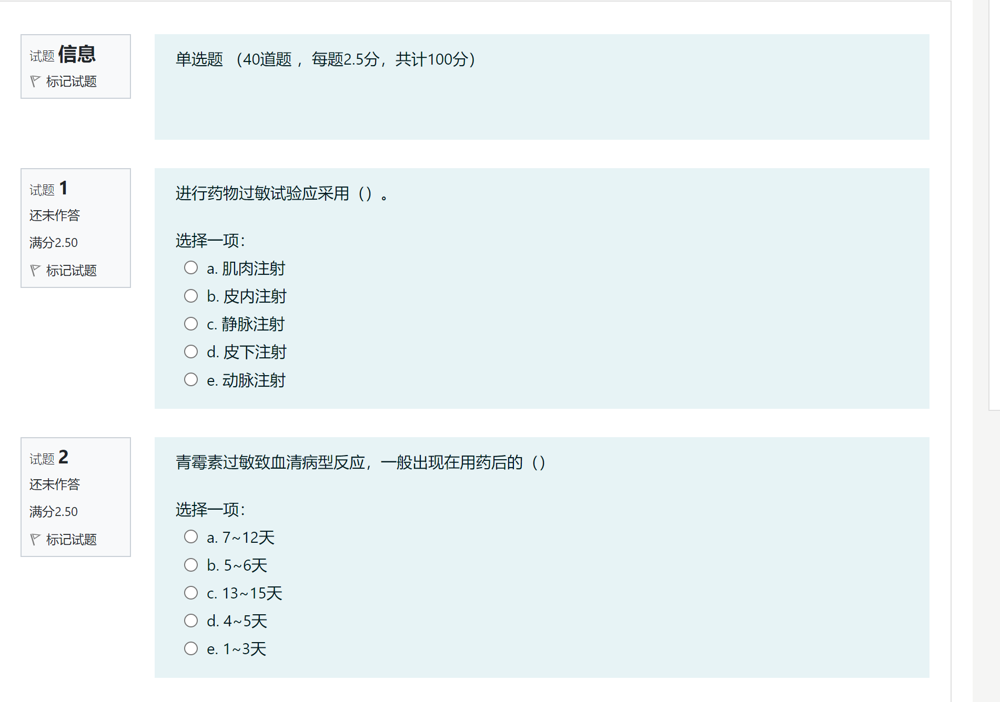 试题 信息
标记试题
单选题 （40道题 ，每题2.5分，共计100分）
试题 1
还未作答
满分2.50
标记试题
进行药物过敏试验应采用（）。
选择一项：
a. 肌肉注射
b. 皮内注射
c. 静脉注射
d. 皮下注射
e. 动脉注射
试题 2
还未作答
满分2.50
标记试题
青霉素过敏致血清病型反应，一般出现在用药后的（）
选择一项：
a. 7~12天
b. 5~6天
c. 13~15天
d. 4~5天
e. 1~3天